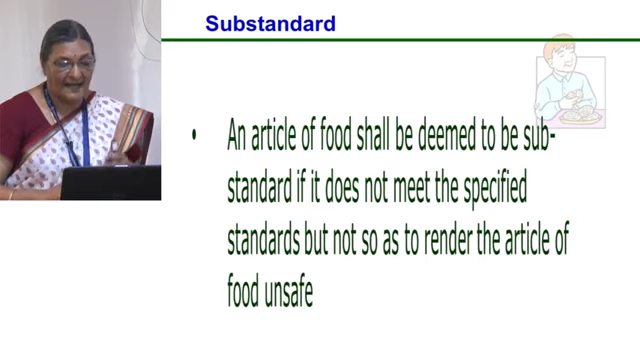 Substandard
• An article of food shall be deemed to be sub-
standard if it does not meet the specified
standards but not so as to render the article of
food unsafe